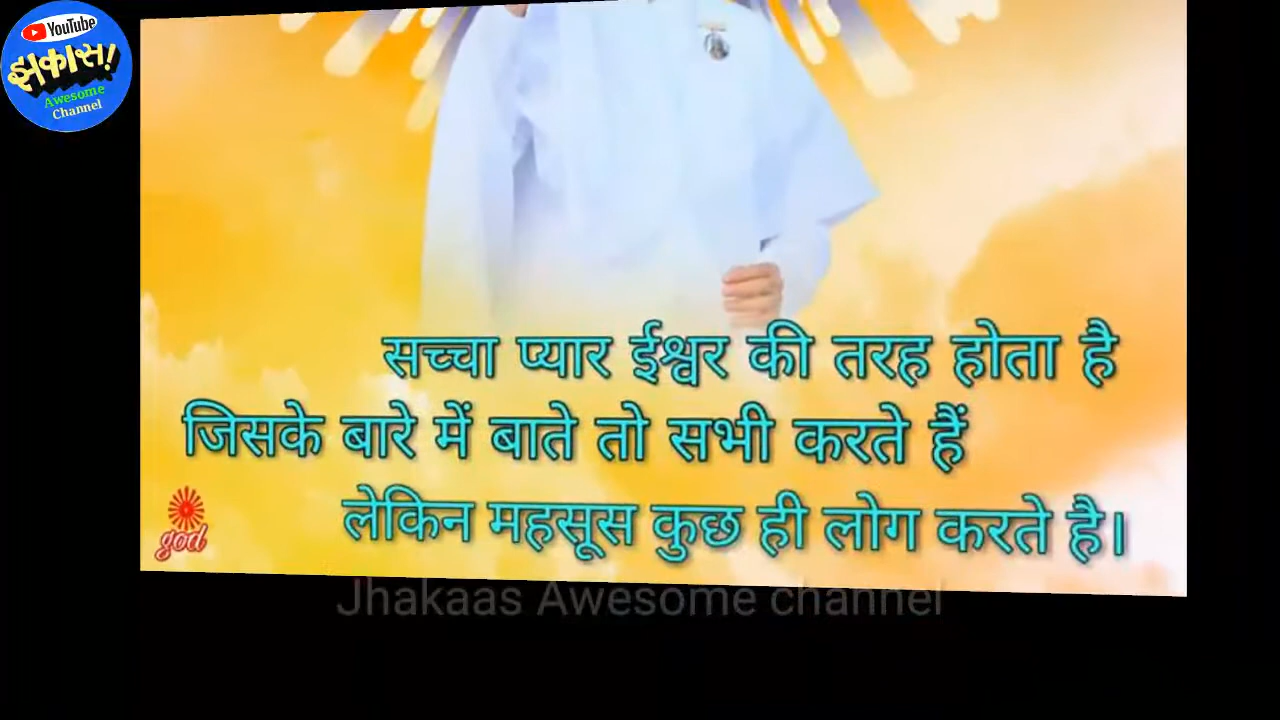 YouTube
झकास!
Awesome
Channel
सच्चा प्यार ईश्वर की तरह होता है
जिसके बारे में बाते तो सभी करते हैं
लेकिन महसूस कुछ ही लोग करते है।
god
Jhakaas Awesome channel